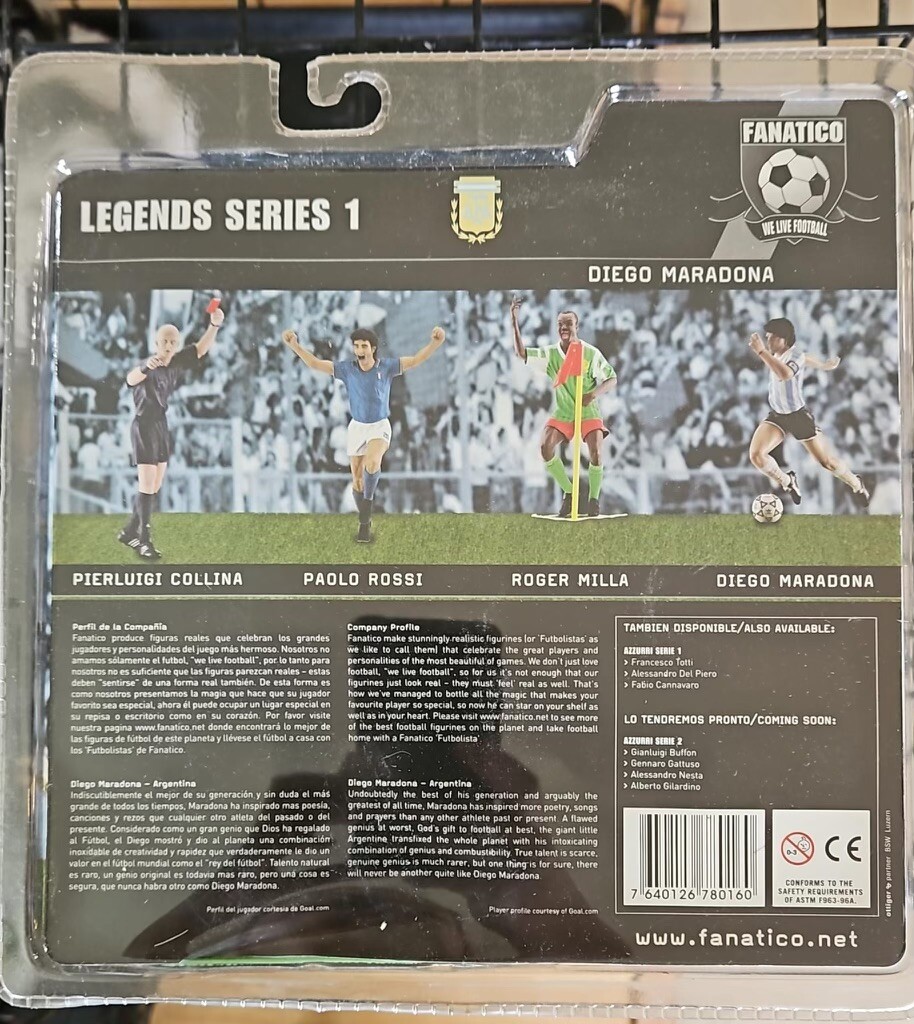 FANATICO
WE LIVE FOOTBALL
LEGENDS SERIES 1
DIEGO MARADONA
PIERLUIGI COLLINA
PAOLO ROSSI
ROGER MILLA
DIEGO MARADONA
Perfil de la Compañía
Fanatico produce figuras reales que celebran los grandes
jugadores y personalidades del juego más hermoso. Nosotros no
amamos sólamente el futbol, "we live football", por lo tanto para
nosotros no es suficiente que las figuras parezcan reales – estas
deben "sentirse" de una forma real también. De esta forma es
como nosotros presentamos la magia que hace que su jugador
favorito sea especial, ahora él puede ocupar un lugar especial en
su repisa o escritorio como en su corazón. Por favor visite
nuestra pagina www.fanatico.net donde encontrará lo mejor de
las figuras de fútbol de este planeta y llévese el fútbol a casa con
los 'Futbolistas' de Fanatico.
Diego Maradona – Argentina
Indiscutiblemente el mejor de su generación y sin duda el más
grande de todos los tiempos, Maradona ha inspirado mas poesía,
canciones y rezos que cualquier otro atleta del pasado o del
presente. Considerado como un gran genio que Dios ha regalado
al Fútbol, el Diego mostró y dio al planeta una combinación
inoxidable de creatividad y rapidez que verdaderamente le dio un
valor en el fútbol mundial como el "rey del fútbol". Talento natural
es raro, un genio original es todavia mas raro, pero una cosa es
segura, que nunca habra otro como Diego Maradona.
Perfil del jugador cortesia de Goal.com
Company Profile
Fanatico make stunningly realistic figurines (or 'Futbolistas' as
we like to call them) that celebrate the great players and
personalities of the most beautiful of games. We don't just love
football, "we live football", so for us it's not enough that our
figurines just look real – they must 'feel' real as well. That's
how we've managed to bottle all the magic that makes your
favourite player so special, so now he can star on your shelf as
well as in your heart. Please visit www.fanatico.net to see more
of the best football figurines on the planet and take football
home with a Fanatico 'Futbolista'.
Diego Maradona – Argentina
Undoubtedly the best of his generation and arguably the
greatest of all time, Maradona has inspired more poetry, songs
and prayers than any other athlete past or present. A flawed
genius at worst, God's gift to football at best, the giant little
Argentine transfixed the whole planet with his intoxicating
combination of genius and combustibility. True talent is scarce,
genuine genius is much rarer, but one thing is for sure, there
will never be another quite like Diego Maradona.
Player profile courtesy of Goal.com
TAMBIEN DISPONIBLE/ALSO AVAILABLE:
AZZURRI SERIE 1
> Francesco Totti
> Alessandro Del Piero
> Fabio Cannavaro
LO TENDREMOS PRONTO/COMING SOON:
AZZURRI SERIE 2
> Gianluigi Buffon
> Gennaro Gattuso
> Alessandro Nesta
> Alberto Gilardino
7 640126 780160
0-3
CE
CONFORMS TO THE
SAFETY REQUIREMENTS
OF ASTM F963-96A.
ottiger & partner BSW Luzern
www.fanatico.net